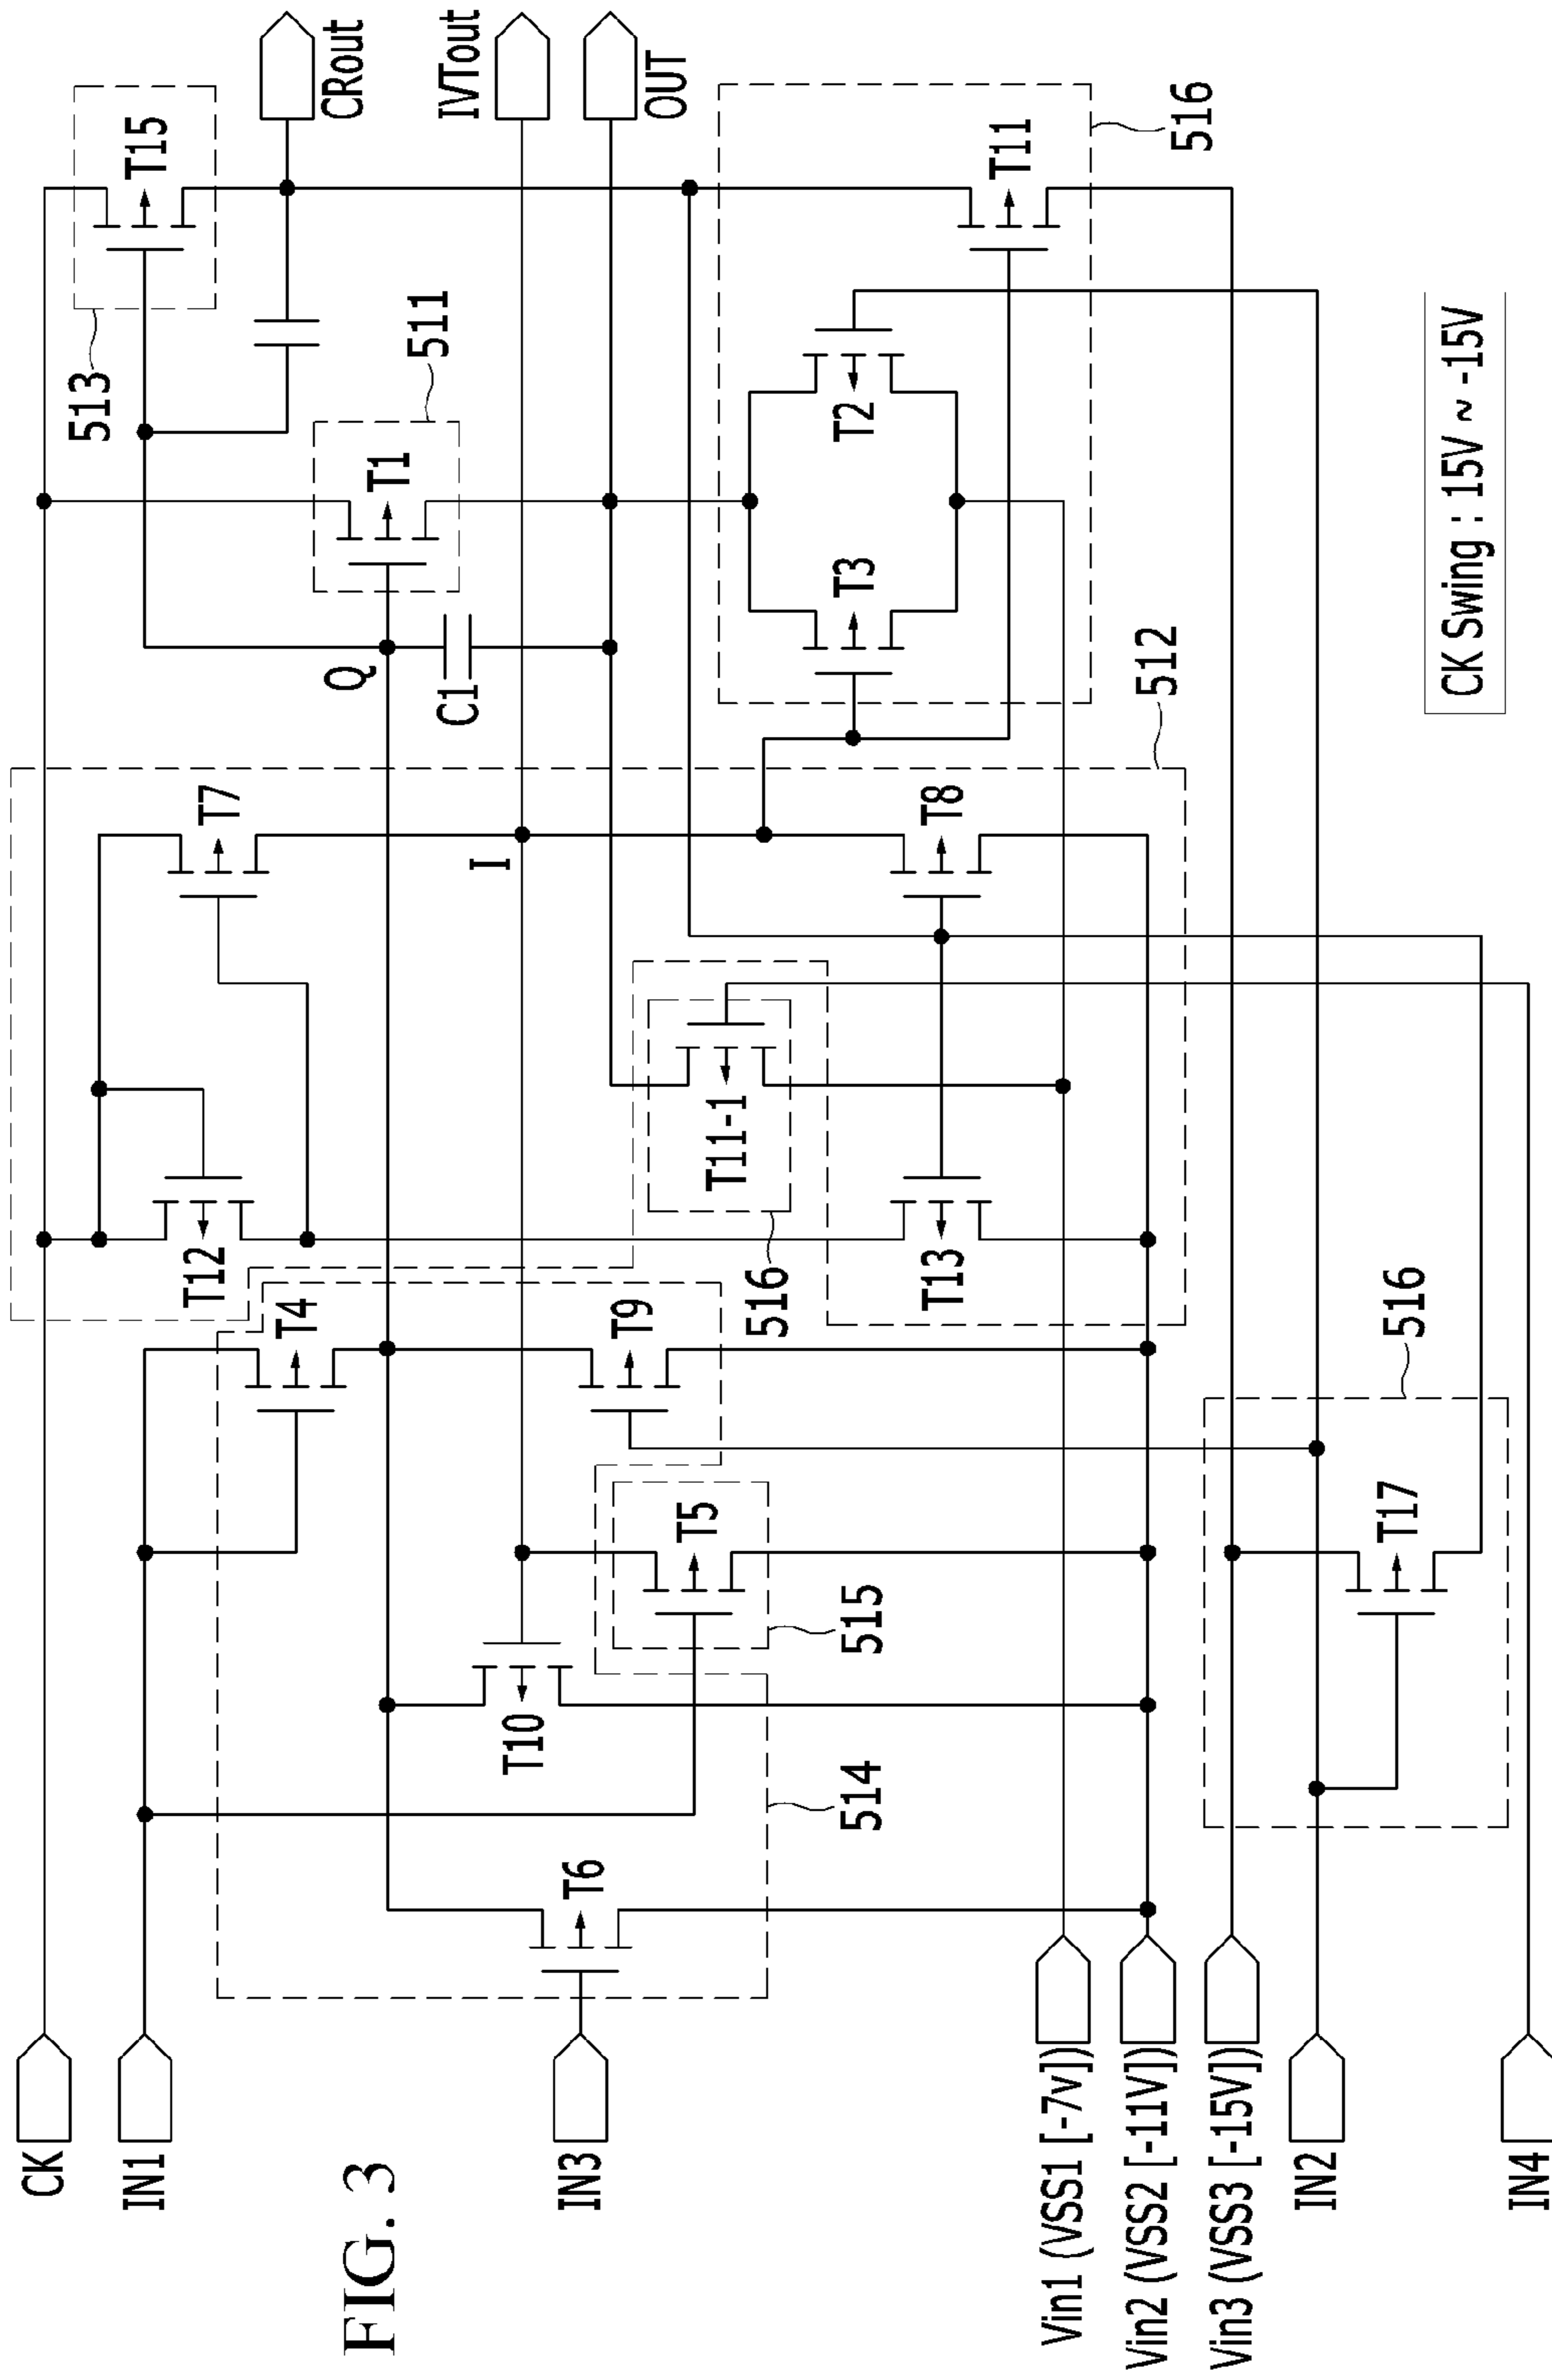 FIG. 3
CK
IN1
IN3
Vin1 (VSS1 [-7v])
Vin2 (VSS2 [-11V])
Vin3 (VSS3 [-15V])
IN2
IN4
T6
514
T10
T5
515
T4
T9
T17
516
T12
T7
T11-1
516
T13
T8
512
I
Q
C1
T1
511
T3
T2
T11
516
T15
513
CRout
IVTout
OUT
CK Swing : 15V ~ -15V